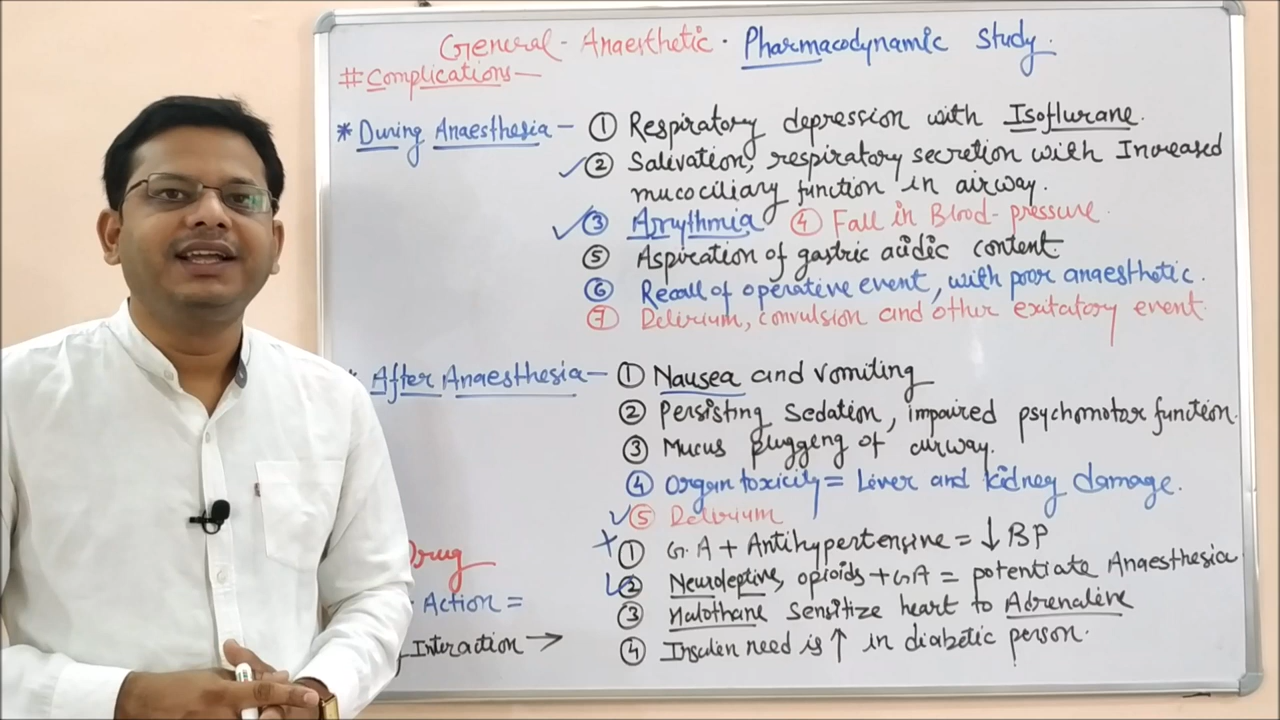 General - Anaesthetic · Pharmacodynamic Study.
# Complications —
* During Anaesthesia — ① Respiratory depression with Isoflurane.
② Salivation, respiratory secretion with Increased
mucociliary function in airway.
③ Arrythmia ④ Fall in Blood-pressure.
⑤ Aspiration of gastric acidic content.
⑥ Recall of operative event, with poor anaesthetic.
⑦ Delirium, convulsion and other exitatory event.
After Anaesthesia — ① Nausea and vomiting
② Persisting Sedation, impaired psychomotor function.
③ Mucus pluggeng of airway.
④ Organ toxicity = Liver and kidney damage.
⑤ Delirium
① G.A + Antihypertensine = ↓ BP
Drug
② Neuroleptive, opioids + GA = potentiate Anaesthesia
Action =
③ Halothane sensitize heart to Adrenaline
Interaction →
④ Insulen need is ↑ in diabetic person.